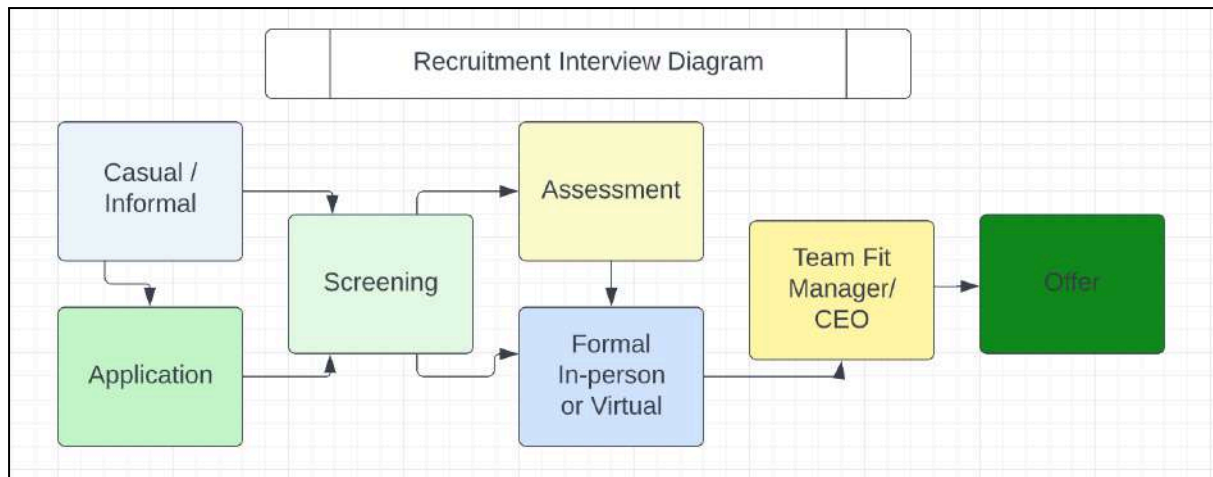 Recruitment Interview Diagram
Casual /
Informal
Application
Screening
Assessment
Formal
In-person
or Virtual
Team Fit
Manager/
CEO
Offer